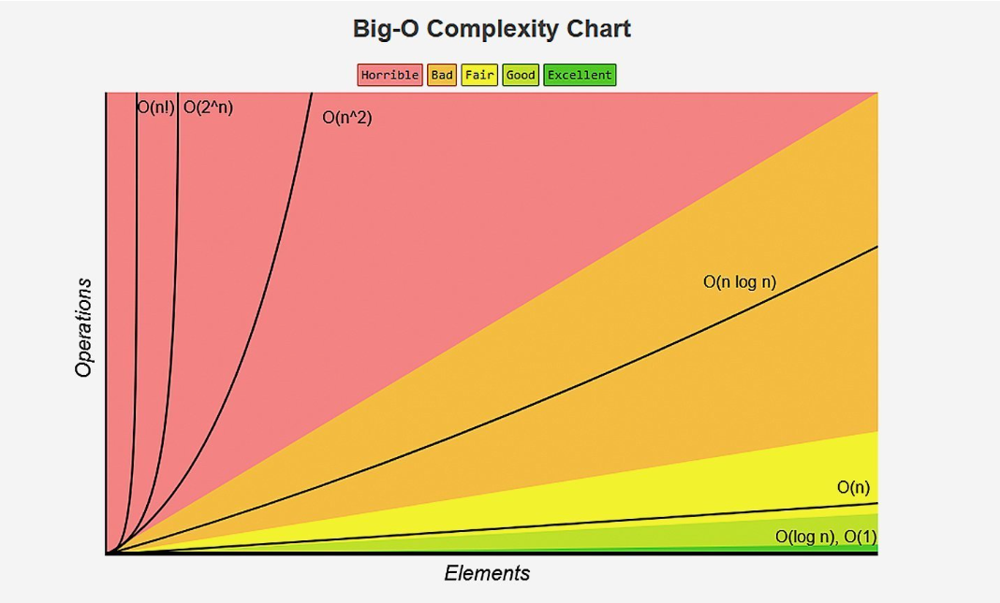 Big-O Complexity Chart
Horrible Bad Fair Good Excellent
O(n!) O(2^n)
O(n^2)
O(n log n)
O(n)
O(log n), O(1)
Operations
Elements